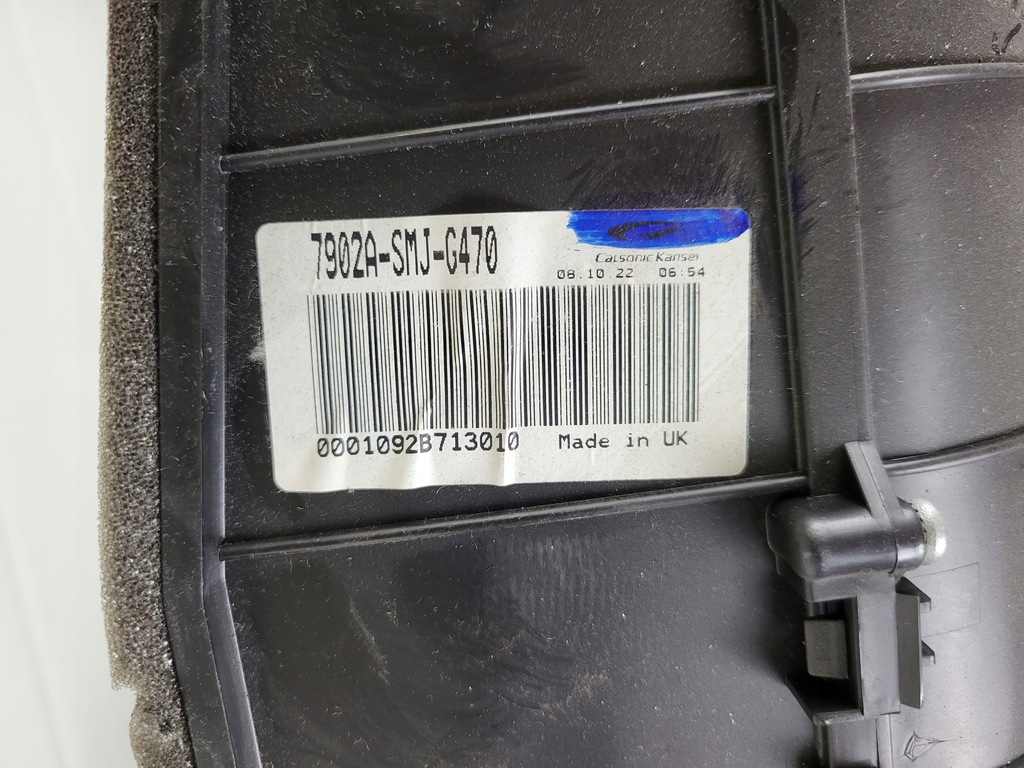 7902A-SMJ-G470
Calsonic Kansei
08.10.22 06:54
0001092B713010 Made in UK